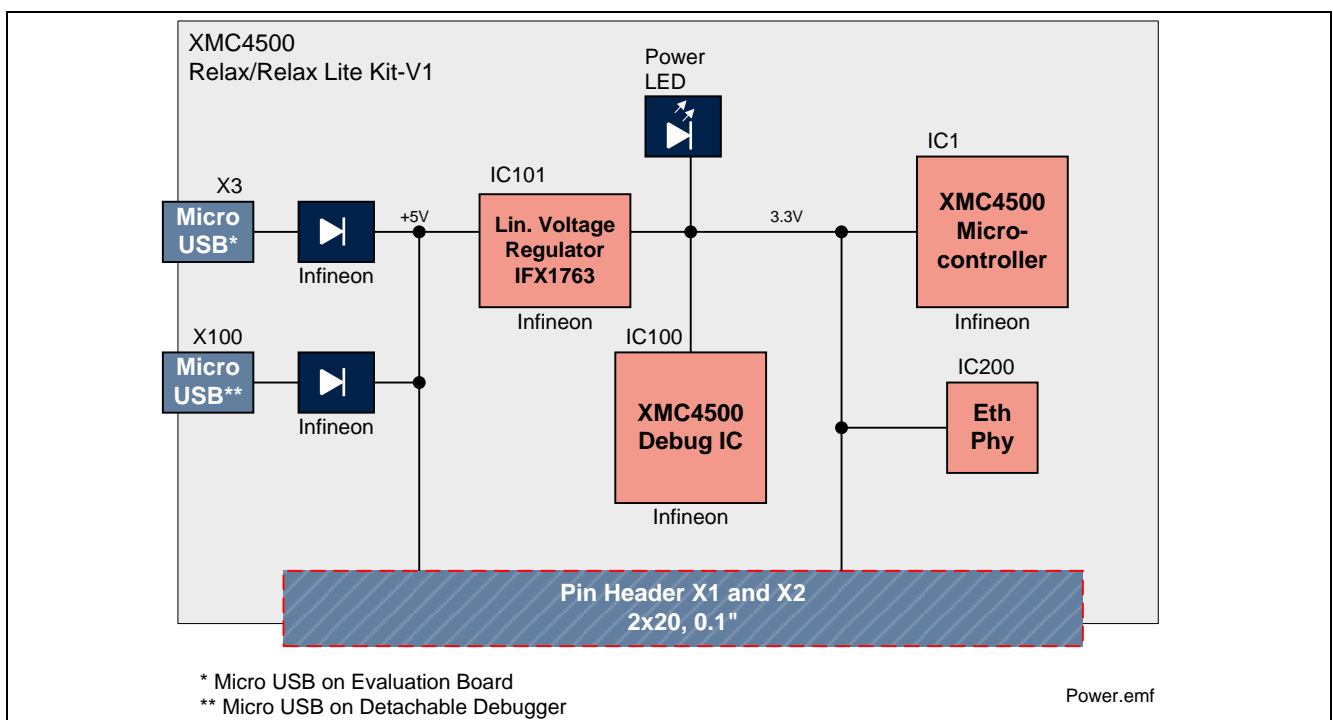 XMC4500
Relax/Relax Lite Kit-V1
Power
LED
IC1
XMC4500
Micro-
controller
Infineon
X3
Micro
USB*
Infineon
+5V
IC101
Lin. Voltage
Regulator
IFX1763
Infineon
3.3V
X100
Micro
USB**
Infineon
IC100
XMC4500
Debug IC
Infineon
IC200
Eth
Phy
Pin Header X1 and X2
2x20, 0.1"
* Micro USB on Evaluation Board
** Micro USB on Detachable Debugger
Power.emf